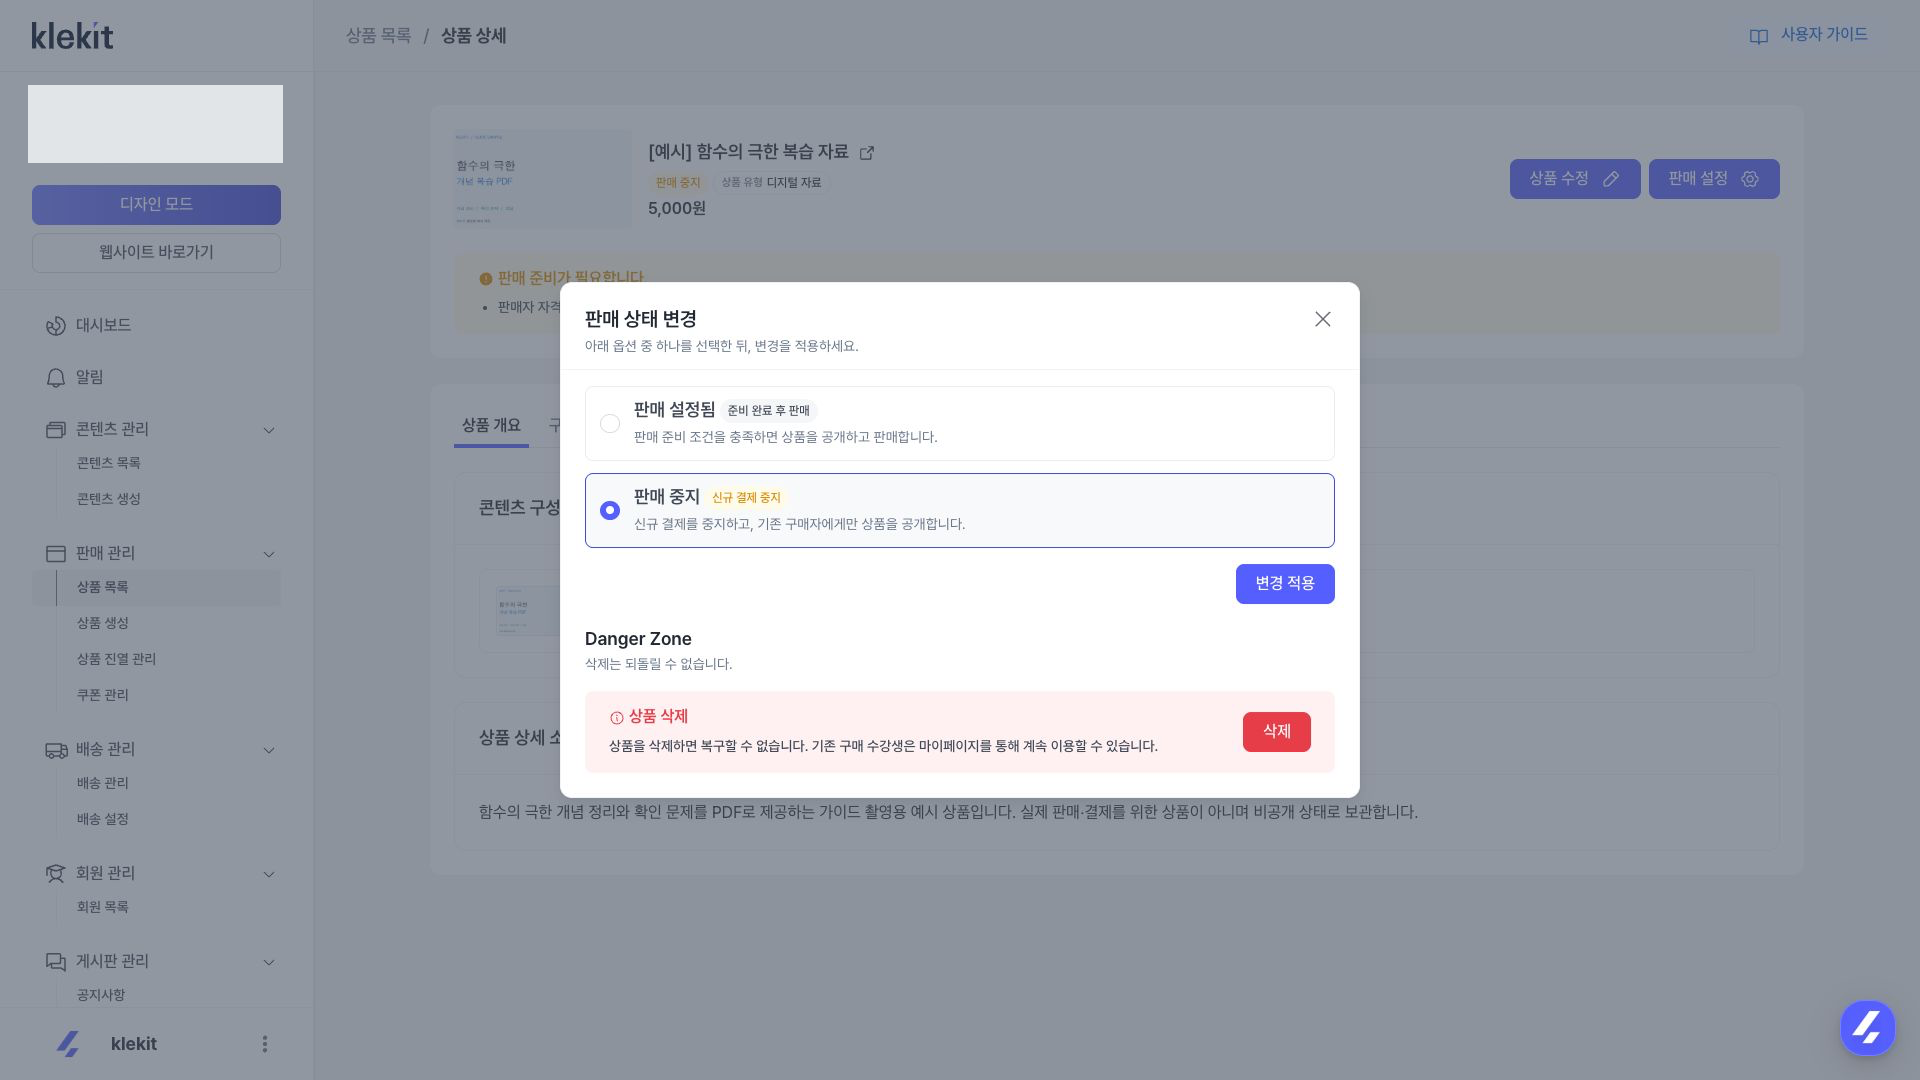 klekit
상품 목록 / 상품 상세
사용자 가이드
디자인 모드
웹사이트 바로가기
대시보드
알림
콘텐츠 관리
콘텐츠 목록
콘텐츠 생성
판매 관리
상품 목록
상품 생성
상품 진열 관리
쿠폰 관리
배송 관리
배송 관리
배송 설정
회원 관리
회원 목록
게시판 관리
공지사항
klekit
함수의 극한
개념 복습 PDF
[예시] 함수의 극한 복습 자료
판매 중지 상품 유형 디지털 자료
5,000원
상품 수정
판매 설정
판매 준비가 필요합니다
• 판매자 자격
상품 개요
콘텐츠 구성
함수의 극한
상품 상세 소
함수의 극한 개념 정리와 확인 문제를 PDF로 제공하는 가이드 촬영용 예시 상품입니다. 실제 판매·결제를 위한 상품이 아니며 비공개 상태로 보관합니다.
판매 상태 변경
아래 옵션 중 하나를 선택한 뒤, 변경을 적용하세요.
판매 설정됨 준비 완료 후 판매
판매 준비 조건을 충족하면 상품을 공개하고 판매합니다.
판매 중지 신규 결제 중지
신규 결제를 중지하고, 기존 구매자에게만 상품을 공개합니다.
변경 적용
Danger Zone
삭제는 되돌릴 수 없습니다.
상품 삭제
상품을 삭제하면 복구할 수 없습니다. 기존 구매 수강생은 마이페이지를 통해 계속 이용할 수 있습니다.
삭제